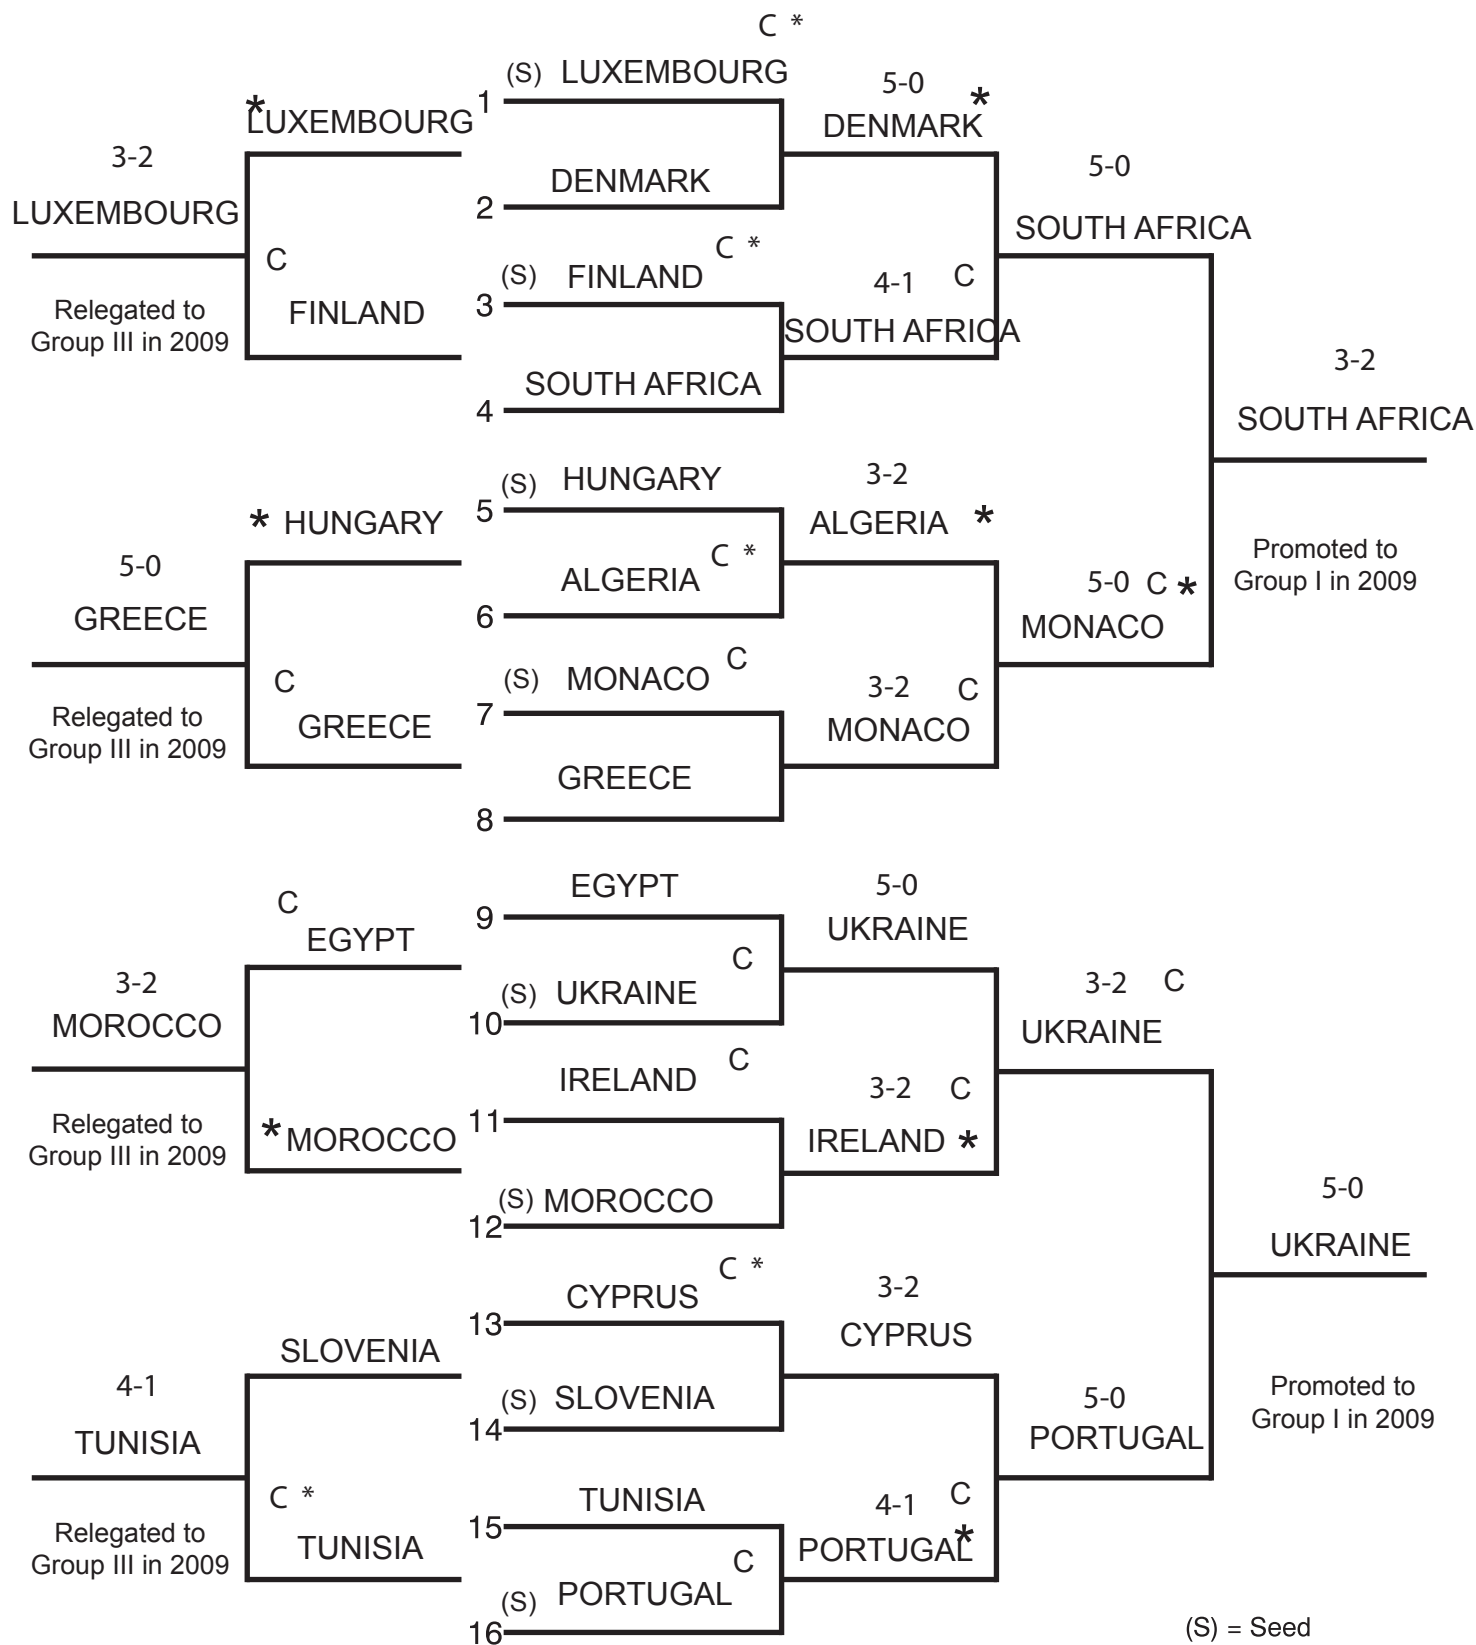 C *
(S) LUXEMBOURG
1
5-0
DENMARK *
*
LUXEMBOURG
3-2
LUXEMBOURG
DENMARK
2
5-0
SOUTH AFRICA
C
Relegated to
Group III in 2009
FINLAND
C *
(S) FINLAND
3
4-1 C
SOUTH AFRICA
SOUTH AFRICA
4
3-2
SOUTH AFRICA
Promoted to
Group I in 2009
* HUNGARY
(S) HUNGARY
5
3-2
ALGERIA *
5-0
GREECE
C *
ALGERIA
6
5-0 C *
MONACO
C
Relegated to
Group III in 2009
GREECE
(S) MONACO C
7
3-2 C
MONACO
GREECE
8
C
EGYPT
EGYPT
9
5-0
UKRAINE
3-2
MOROCCO
C
(S) UKRAINE
10
3-2 C
UKRAINE
Relegated to
Group III in 2009
* MOROCCO
IRELAND C
11
3-2 C
IRELAND *
(S) MOROCCO
12
5-0
UKRAINE
Promoted to
Group I in 2009
SLOVENIA
C *
CYPRUS
13
3-2
CYPRUS
4-1
TUNISIA
(S) SLOVENIA
14
5-0
PORTUGAL
C *
Relegated to
Group III in 2009
TUNISIA
TUNISIA
15
4-1 C
PORTUGAL *
C
(S) PORTUGAL
16
(S) = Seed